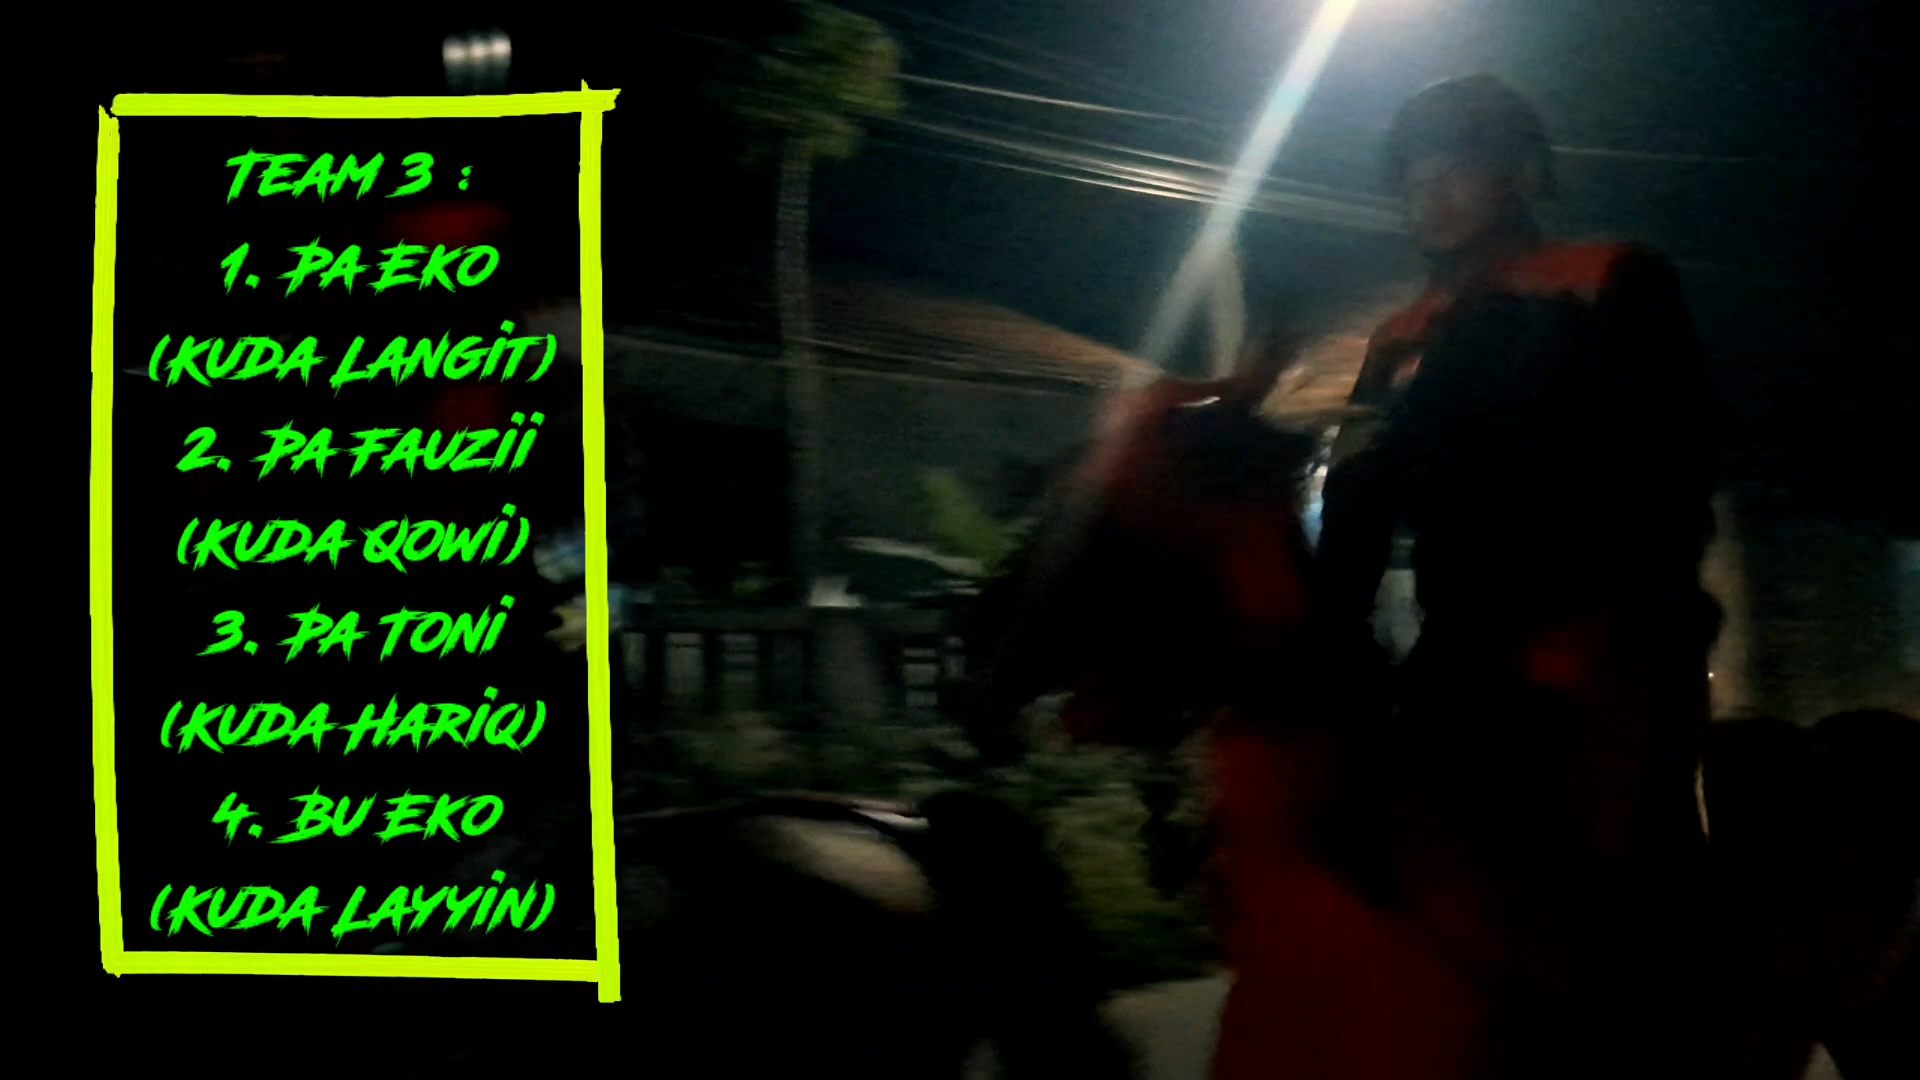 TEAM 3 :
1. PA EKO
(KUDA LANGIT)
2. PA FAUZII
(KUDA QOWI)
3. PA TONI
(KUDA HARIQ)
4. BU EKO
(KUDA LAYYIN)